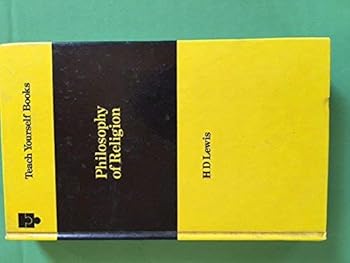 Teach Yourself Books
Philosophy
of Religion
H D Lewis